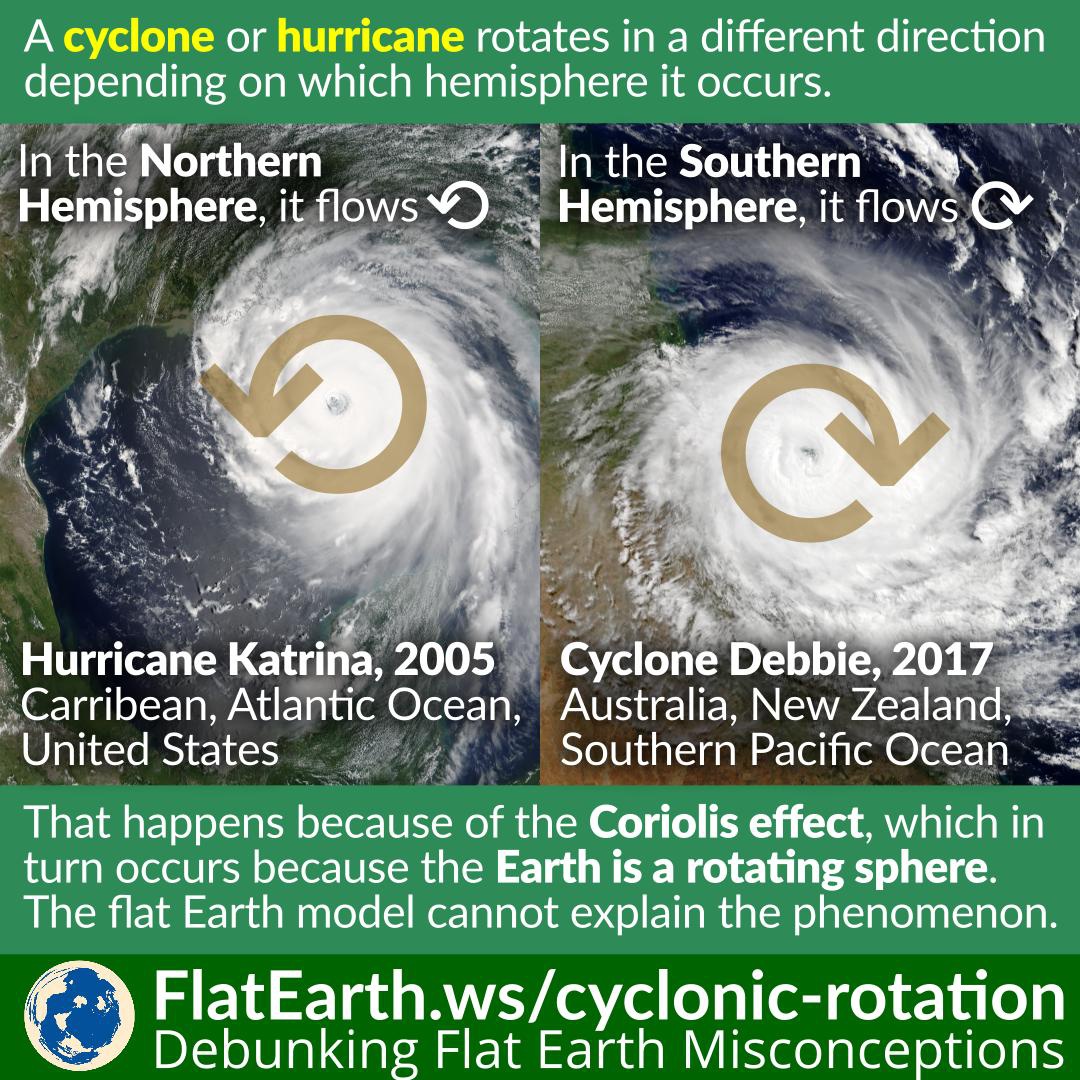 A cyclone or hurricane rotates in a different direction
depending on which hemisphere it occurs.
In the Northern
Hemisphere, it flows
In the Southern
Hemisphere, it flows
Hurricane Katrina, 2005
Carribean, Atlantic Ocean,
United States
Cyclone Debbie, 2017
Australia, New Zealand,
Southern Pacific Ocean
That happens because of the Coriolis effect, which in
turn occurs because the Earth is a rotating sphere.
The flat Earth model cannot explain the phenomenon.
FlatEarth.ws/cyclonic-rotation
Debunking Flat Earth Misconceptions